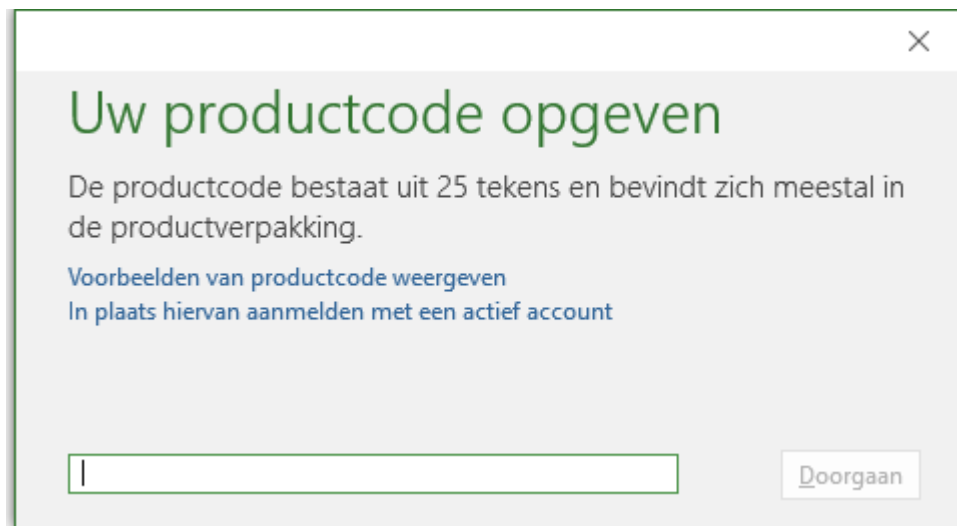 Uw productcode opgeven
De productcode bestaat uit 25 tekens en bevindt zich meestal in
de productverpakking.
Voorbeelden van productcode weergeven
In plaats hiervan aanmelden met een actief account
Doorgaan